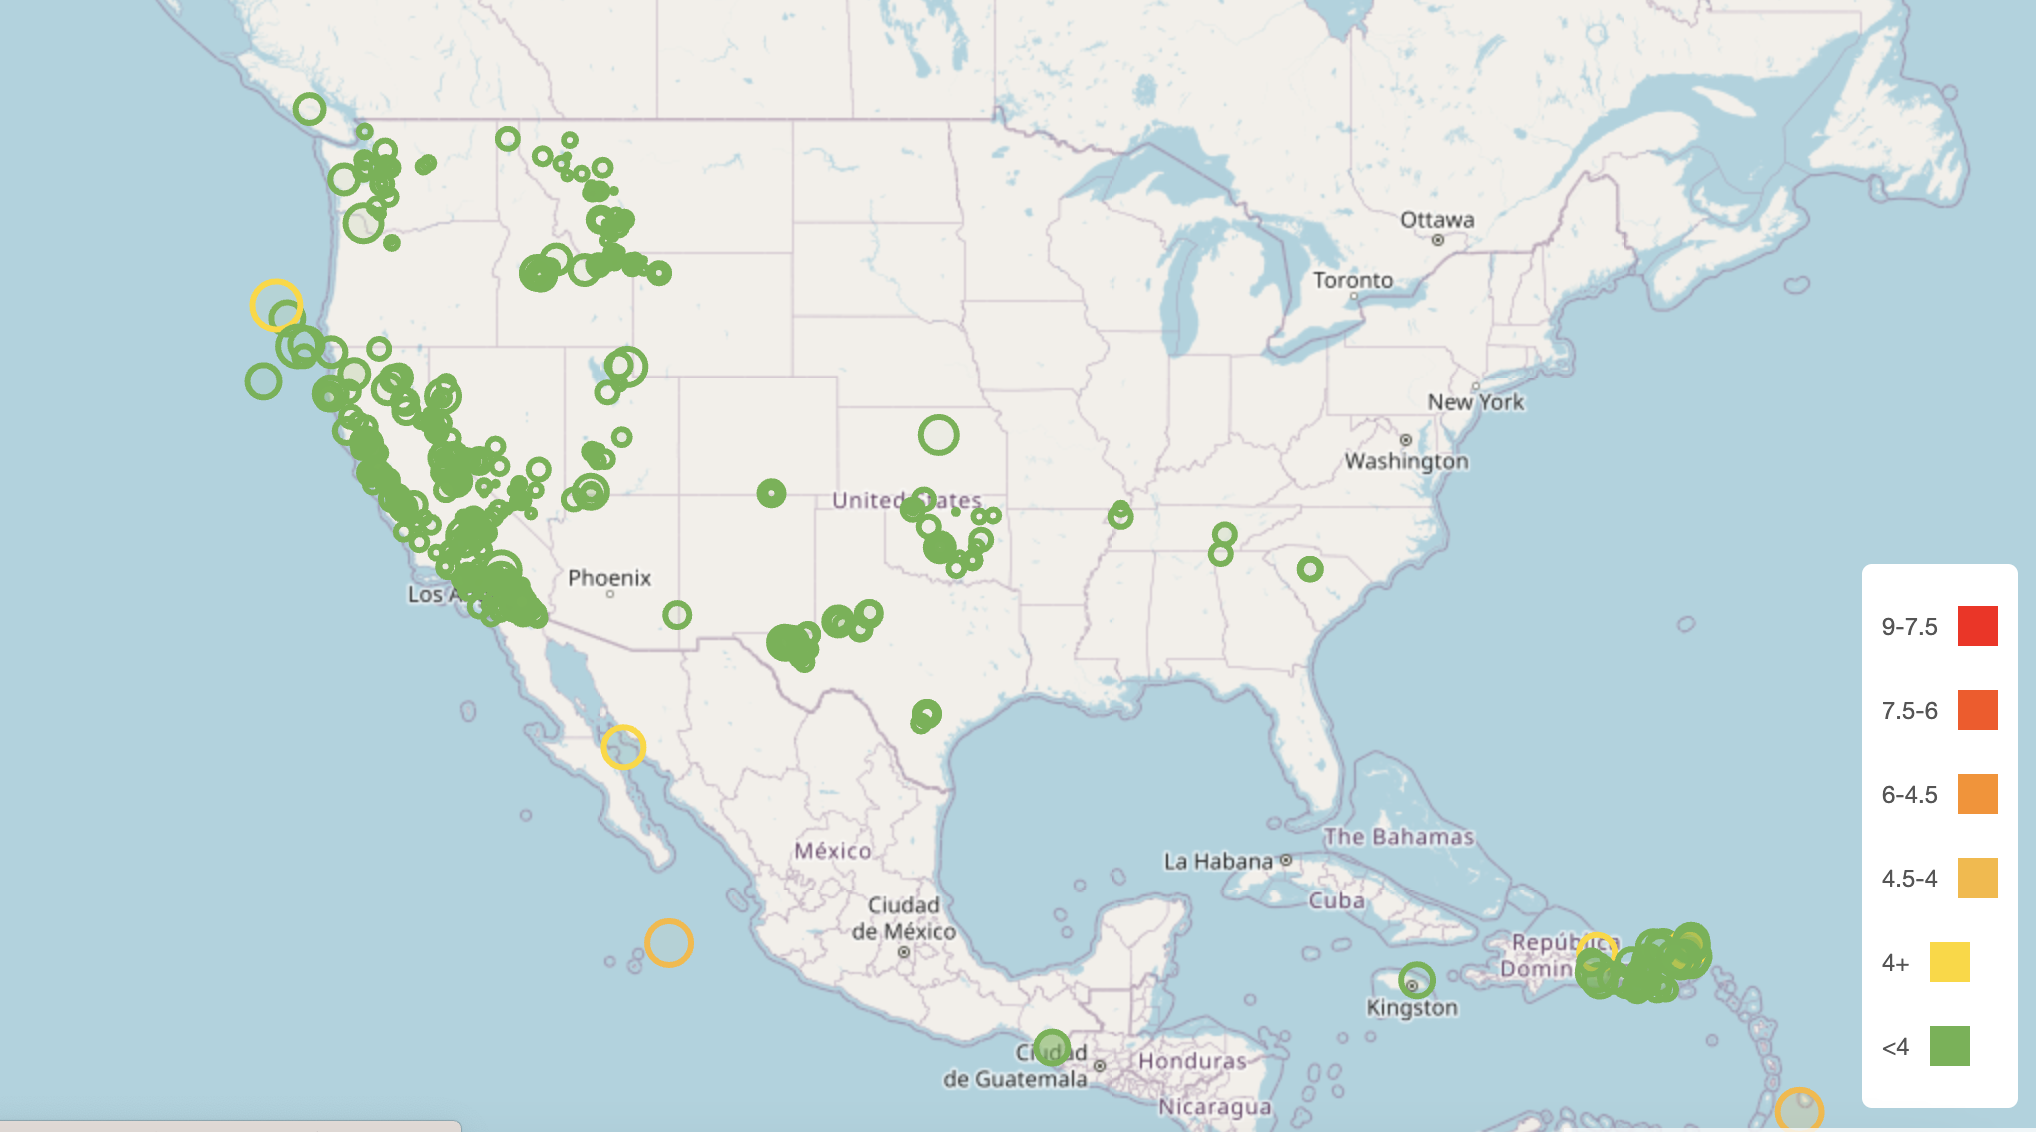 Ottawa
Toronto
New York
Washington
United States
Phoenix
Los A
9-7.5
7.5-6
6-4.5
4.5-4
4+
<4
México
Ciudad
de México
La Habana
The Bahamas
Cuba
República
Domin
Kingston
Ciudad
de Guatemala
Honduras
Nicaragua